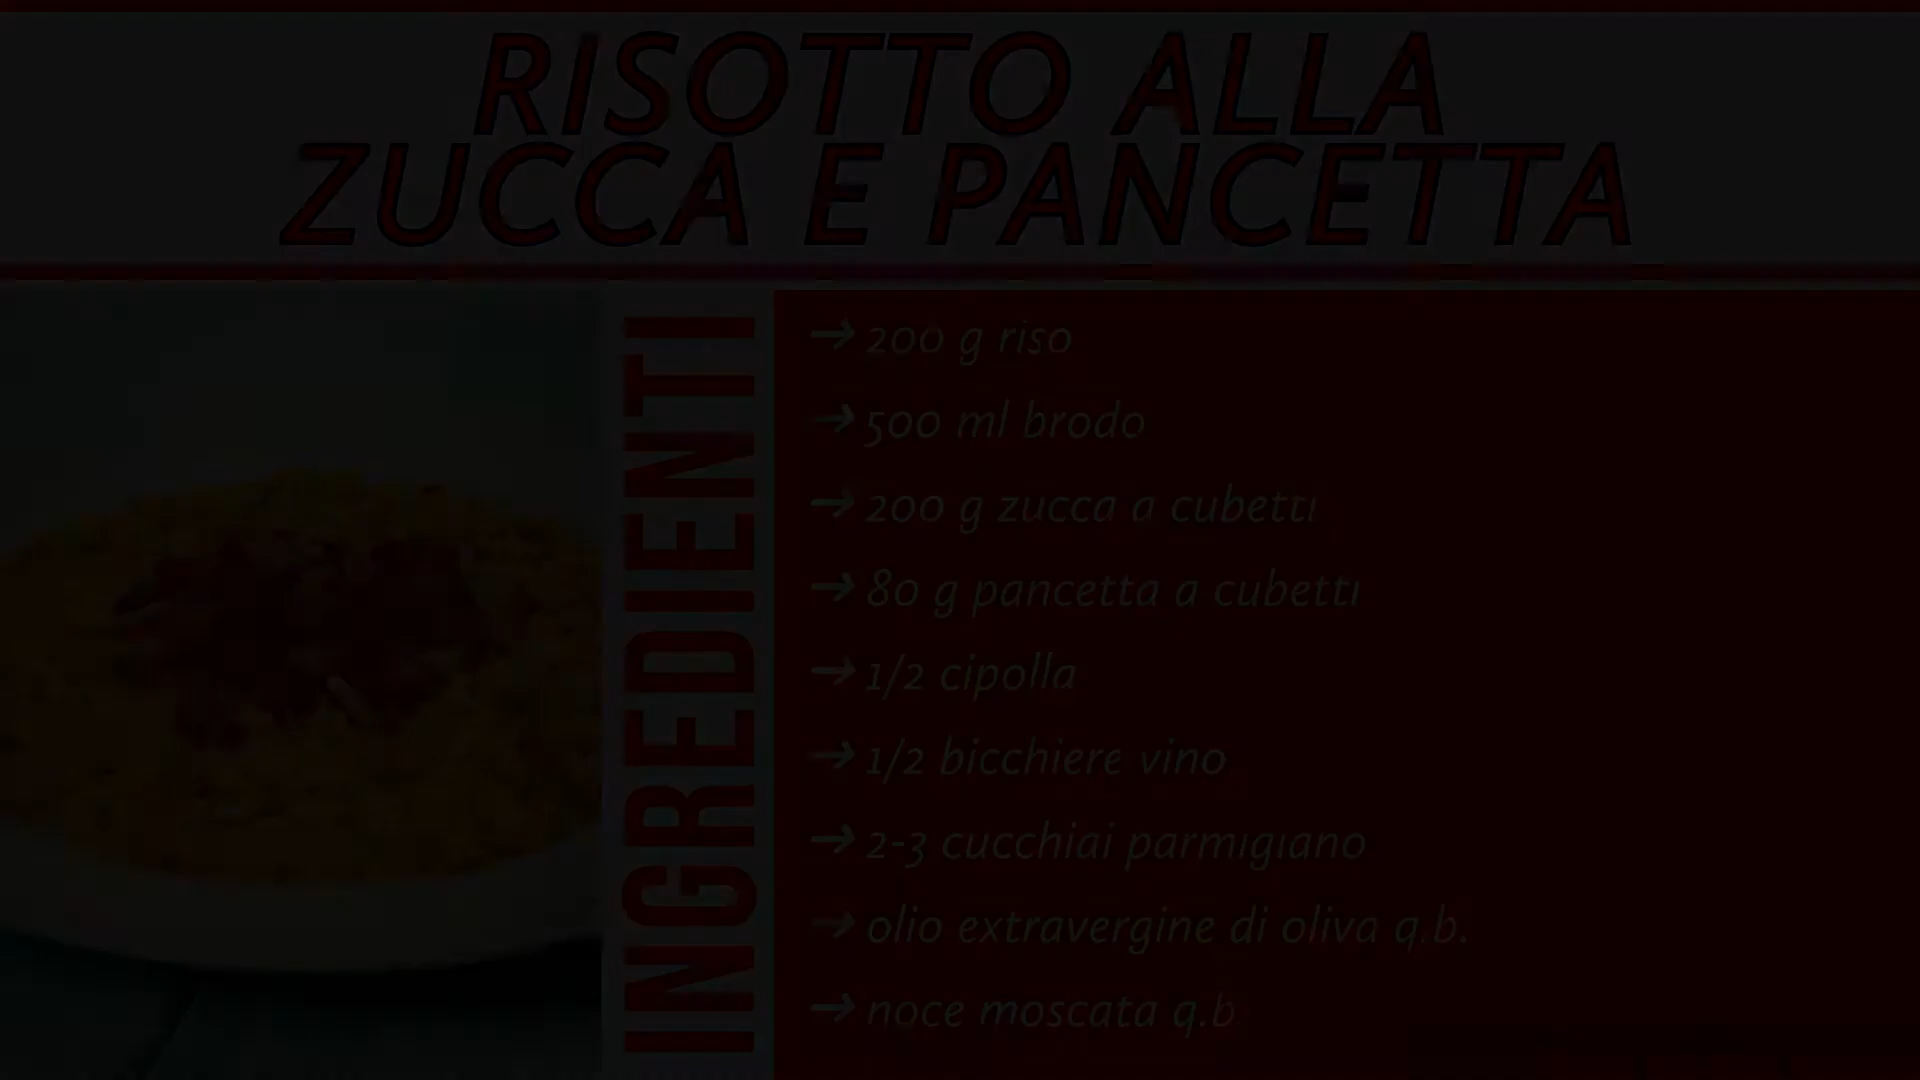 RISOTTO ALLA
ZUCCA E PANCETTA
INGREDIENTI
→ 200 g riso
→ 500 ml brodo
→ 200 g zucca a cubetti
→ 80 g pancetta a cubetti
→ 1/2 cipolla
→ 1/2 bicchiere vino
→ 2-3 cucchiai parmigiano
→ olio extravergine di oliva q.b.
→ noce moscata q.b